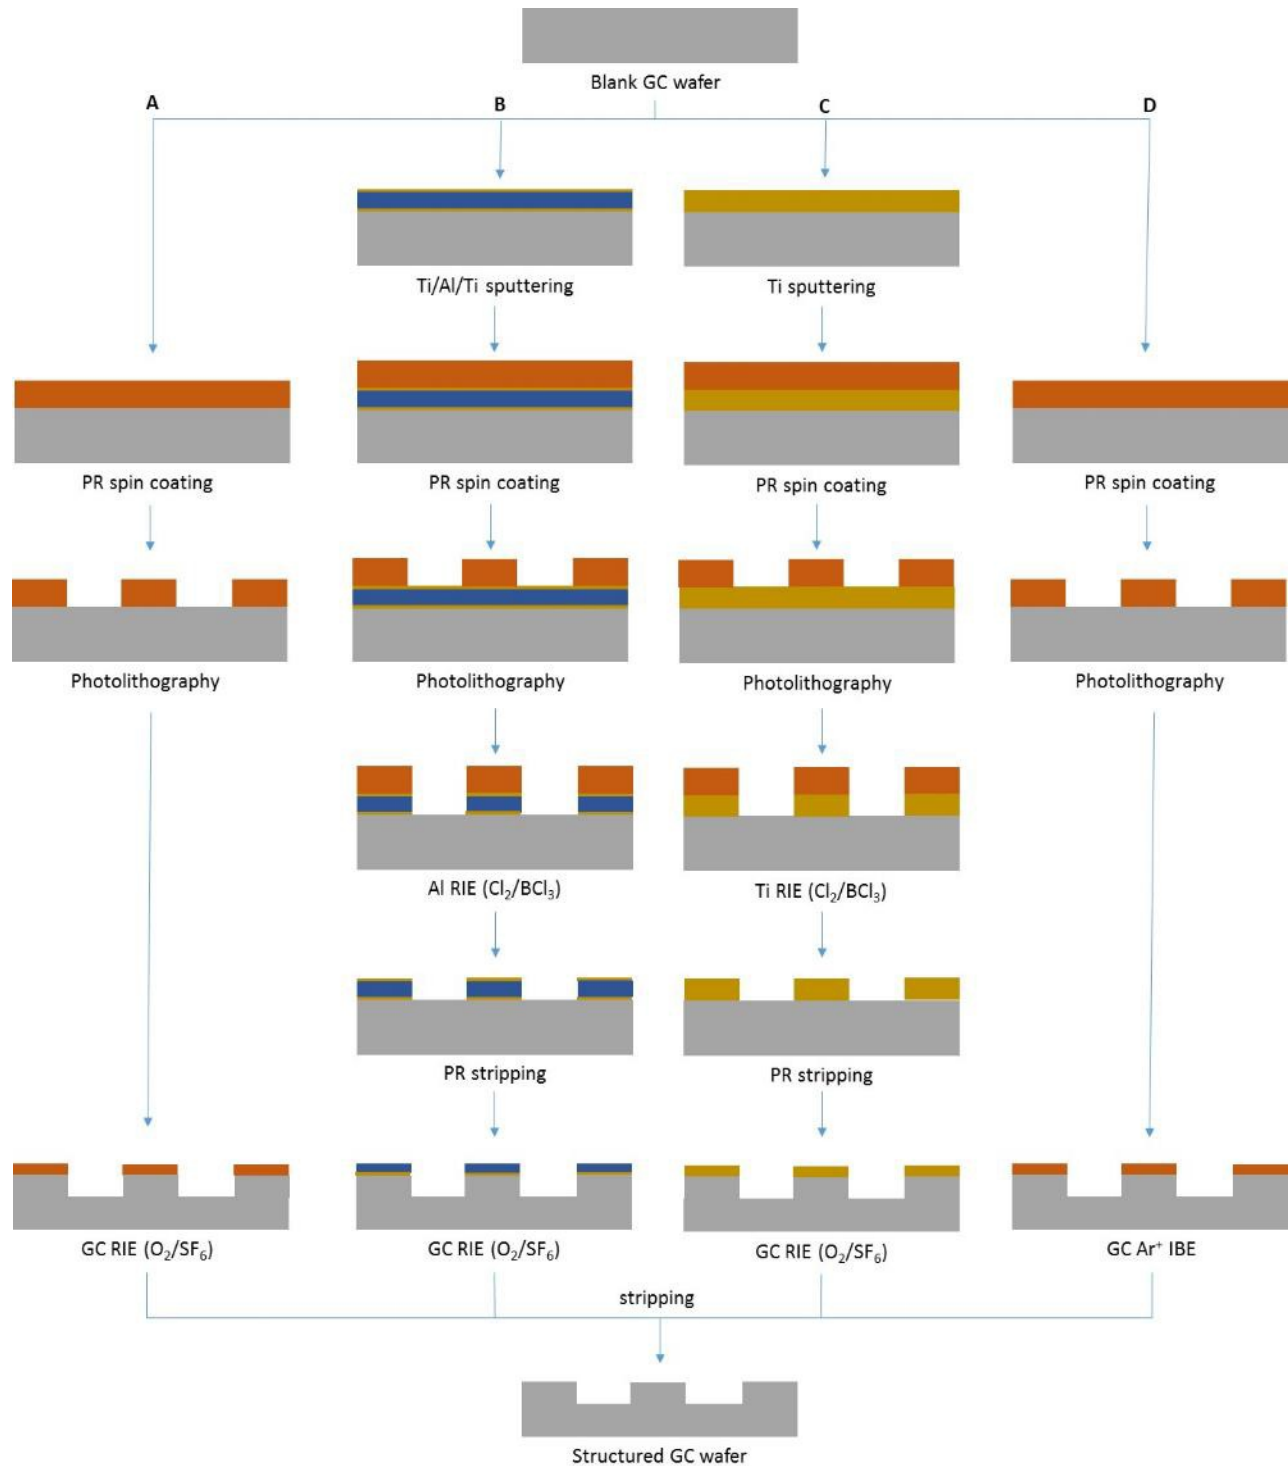 Blank GC wafer
A B C D
Ti/Al/Ti sputtering Ti sputtering
PR spin coating PR spin coating PR spin coating PR spin coating
Photolithography Photolithography Photolithography Photolithography
Al RIE (Cl₂/BCl₃) Ti RIE (Cl₂/BCl₃)
PR stripping PR stripping
GC RIE (O₂/SF₆) GC RIE (O₂/SF₆) GC RIE (O₂/SF₆) GC Ar⁺ IBE
stripping
Structured GC wafer